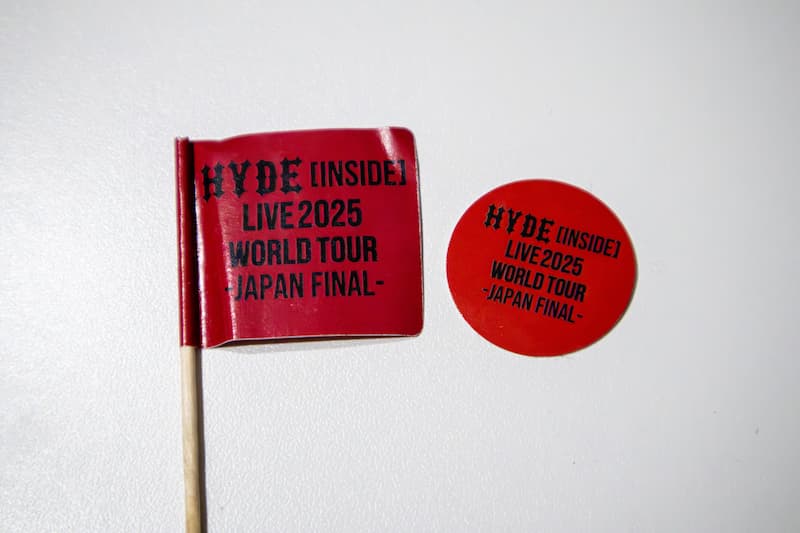 HYDE [INSIDE]
LIVE 2025
WORLD TOUR
-JAPAN FINAL-
HYDE [INSIDE]
LIVE 2025
WORLD TOUR
-JAPAN FINAL-